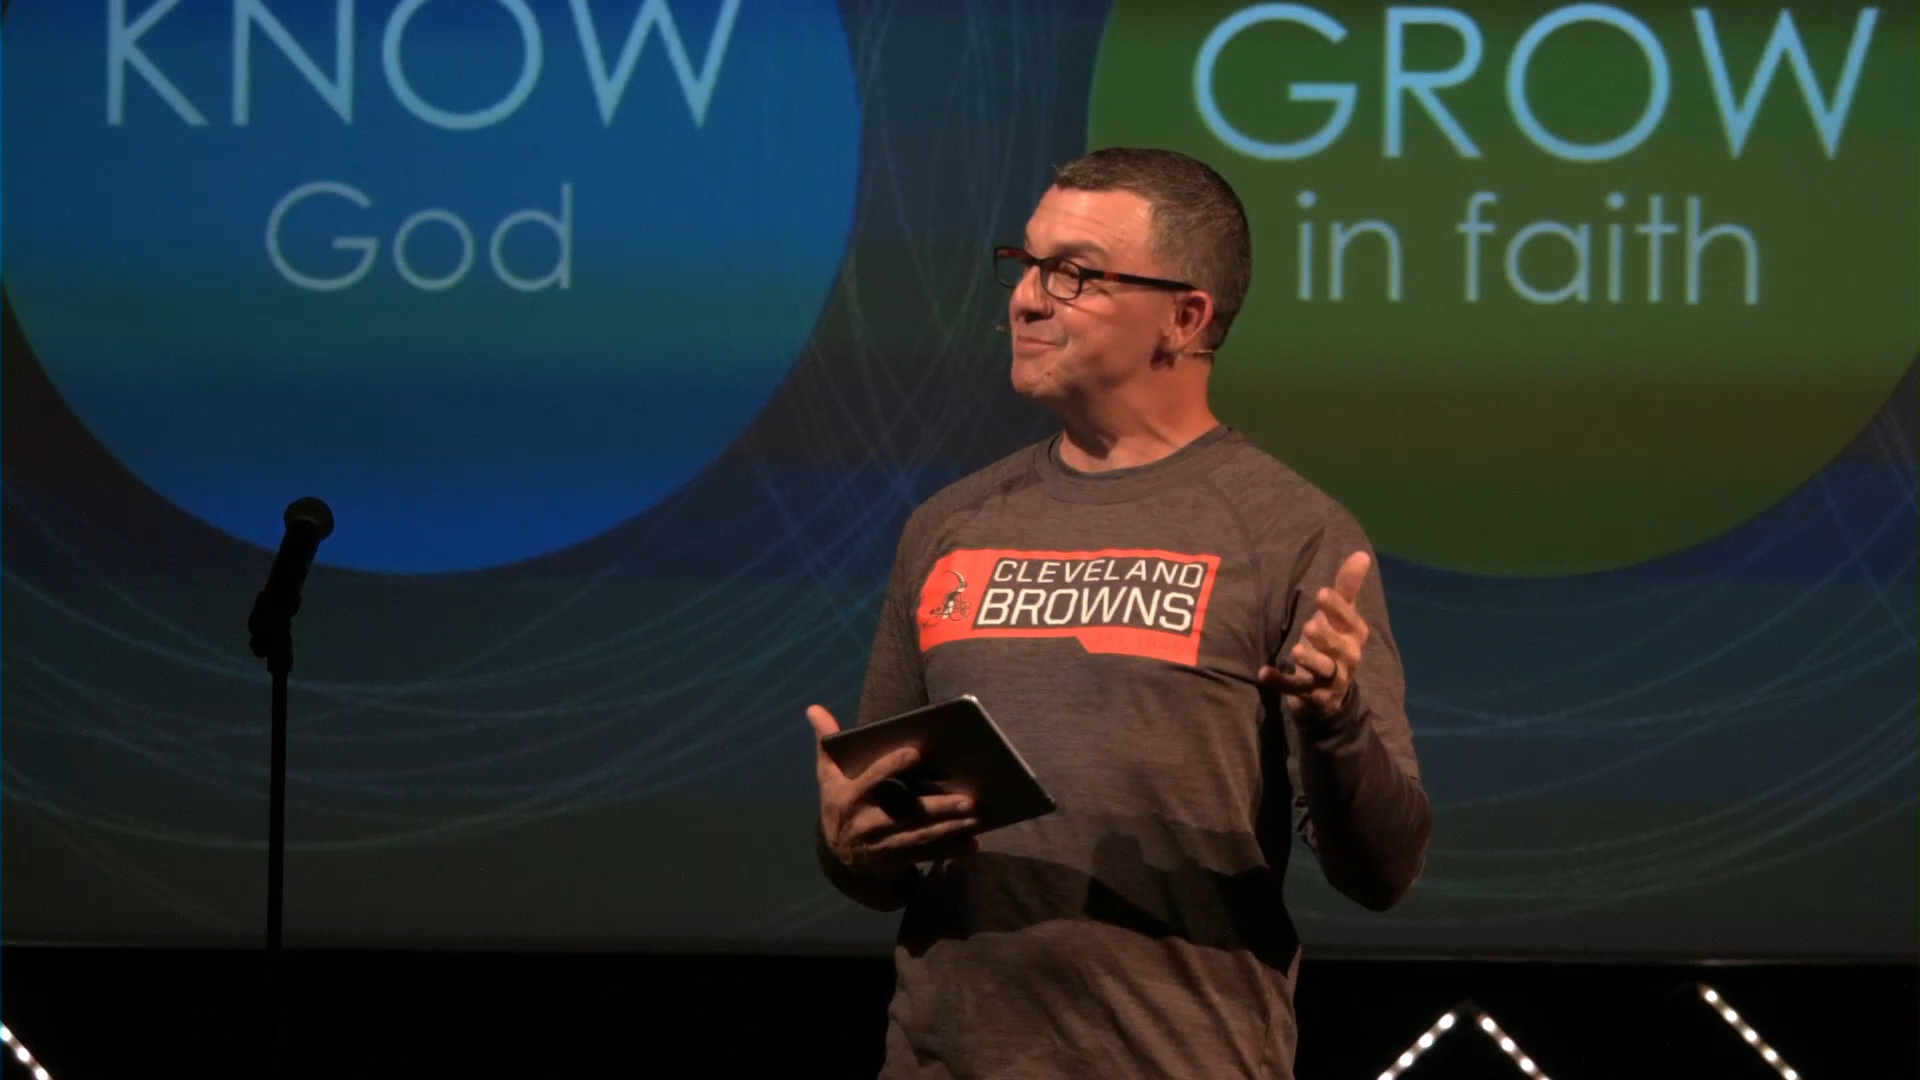 KNOW
God
GROW
in faith
CLEVELAND
BROWNS